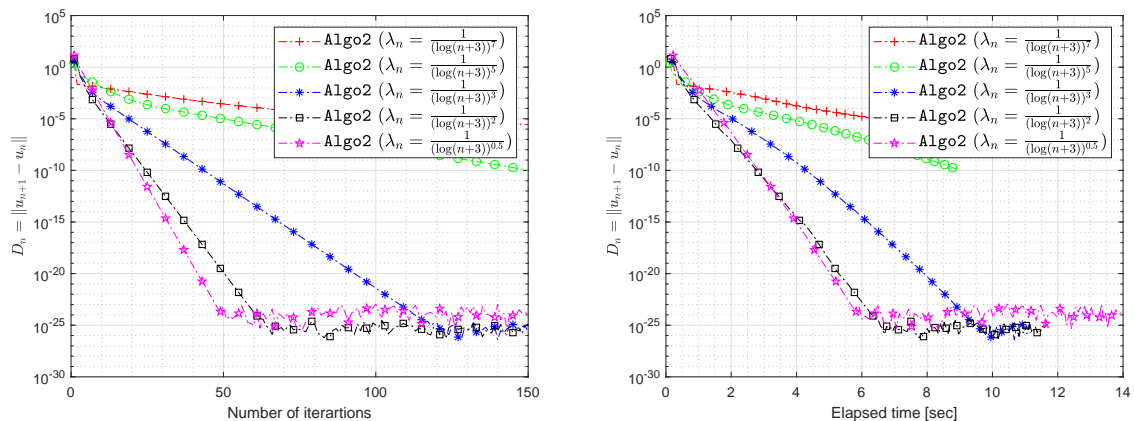 10^5
10^0
10^-5
10^-10
10^-15
10^-20
10^-25
10^-30
D_n = ‖u_{n+1} − u_n‖
0 50 100 150
Number of iterartions
Algo2 (λ_n = 1/(log(n+3))^7)
Algo2 (λ_n = 1/(log(n+3))^5)
Algo2 (λ_n = 1/(log(n+3))^3)
Algo2 (λ_n = 1/(log(n+3))^2)
Algo2 (λ_n = 1/(log(n+3))^0.5)
10^5
10^0
10^-5
10^-10
10^-15
10^-20
10^-25
10^-30
D_n = ‖u_{n+1} − u_n‖
0 2 4 6 8 10 12 14
Elapsed time [sec]
Algo2 (λ_n = 1/(log(n+3))^7)
Algo2 (λ_n = 1/(log(n+3))^5)
Algo2 (λ_n = 1/(log(n+3))^3)
Algo2 (λ_n = 1/(log(n+3))^2)
Algo2 (λ_n = 1/(log(n+3))^0.5)